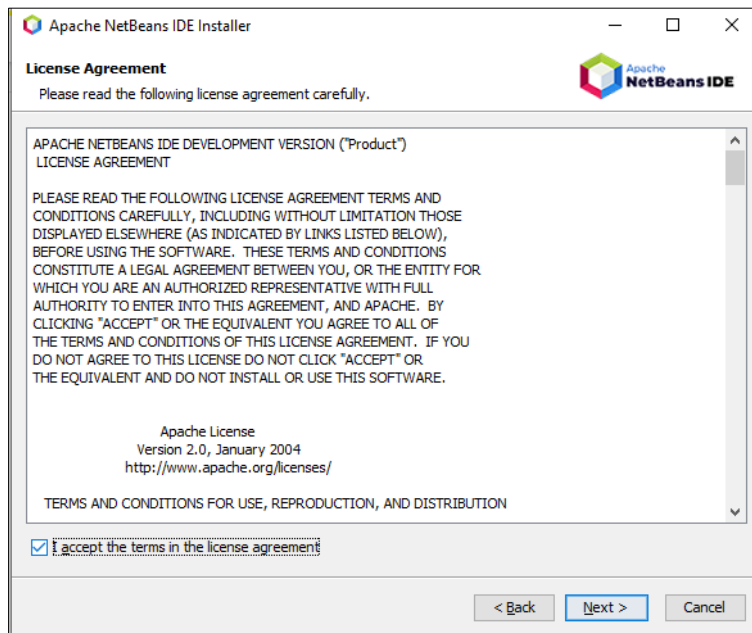 Apache NetBeans IDE Installer
License Agreement
Please read the following license agreement carefully.
Apache
NetBeans IDE
APACHE NETBEANS IDE DEVELOPMENT VERSION ("Product")
LICENSE AGREEMENT
PLEASE READ THE FOLLOWING LICENSE AGREEMENT TERMS AND
CONDITIONS CAREFULLY, INCLUDING WITHOUT LIMITATION THOSE
DISPLAYED ELSEWHERE (AS INDICATED BY LINKS LISTED BELOW),
BEFORE USING THE SOFTWARE.  THESE TERMS AND CONDITIONS
CONSTITUTE A LEGAL AGREEMENT BETWEEN YOU, OR THE ENTITY FOR
WHICH YOU ARE AN AUTHORIZED REPRESENTATIVE WITH FULL
AUTHORITY TO ENTER INTO THIS AGREEMENT, AND APACHE.  BY
CLICKING "ACCEPT" OR THE EQUIVALENT YOU AGREE TO ALL OF
THE TERMS AND CONDITIONS OF THIS LICENSE AGREEMENT.  IF YOU
DO NOT AGREE TO THIS LICENSE DO NOT CLICK "ACCEPT" OR
THE EQUIVALENT AND DO NOT INSTALL OR USE THIS SOFTWARE.
Apache License
Version 2.0, January 2004
http://www.apache.org/licenses/
TERMS AND CONDITIONS FOR USE, REPRODUCTION, AND DISTRIBUTION
I accept the terms in the license agreement
< Back
Next >
Cancel